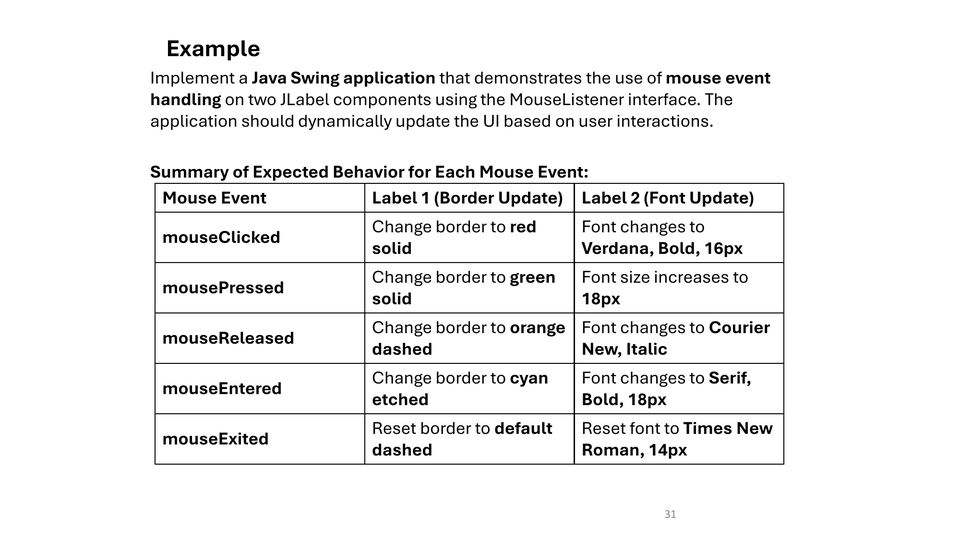 Example
Implement a Java Swing application that demonstrates the use of mouse event
handling on two JLabel components using the MouseListener interface. The
application should dynamically update the UI based on user interactions.
Summary of Expected Behavior for Each Mouse Event:
Mouse Event
Label 1 (Border Update)
Label 2 (Font Update)
mouseClicked
Change border to red
solid
Font changes to
Verdana, Bold, 16px
mousePressed
Change border to green
solid
Font size increases to
18px
mouseReleased
Change border to orange
dashed
Font changes to Courier
New, Italic
mouseEntered
Change border to cyan
etched
Font changes to Serif,
Bold, 18px
mouseExited
Reset border to default
dashed
Reset font to Times New
Roman, 14px
31